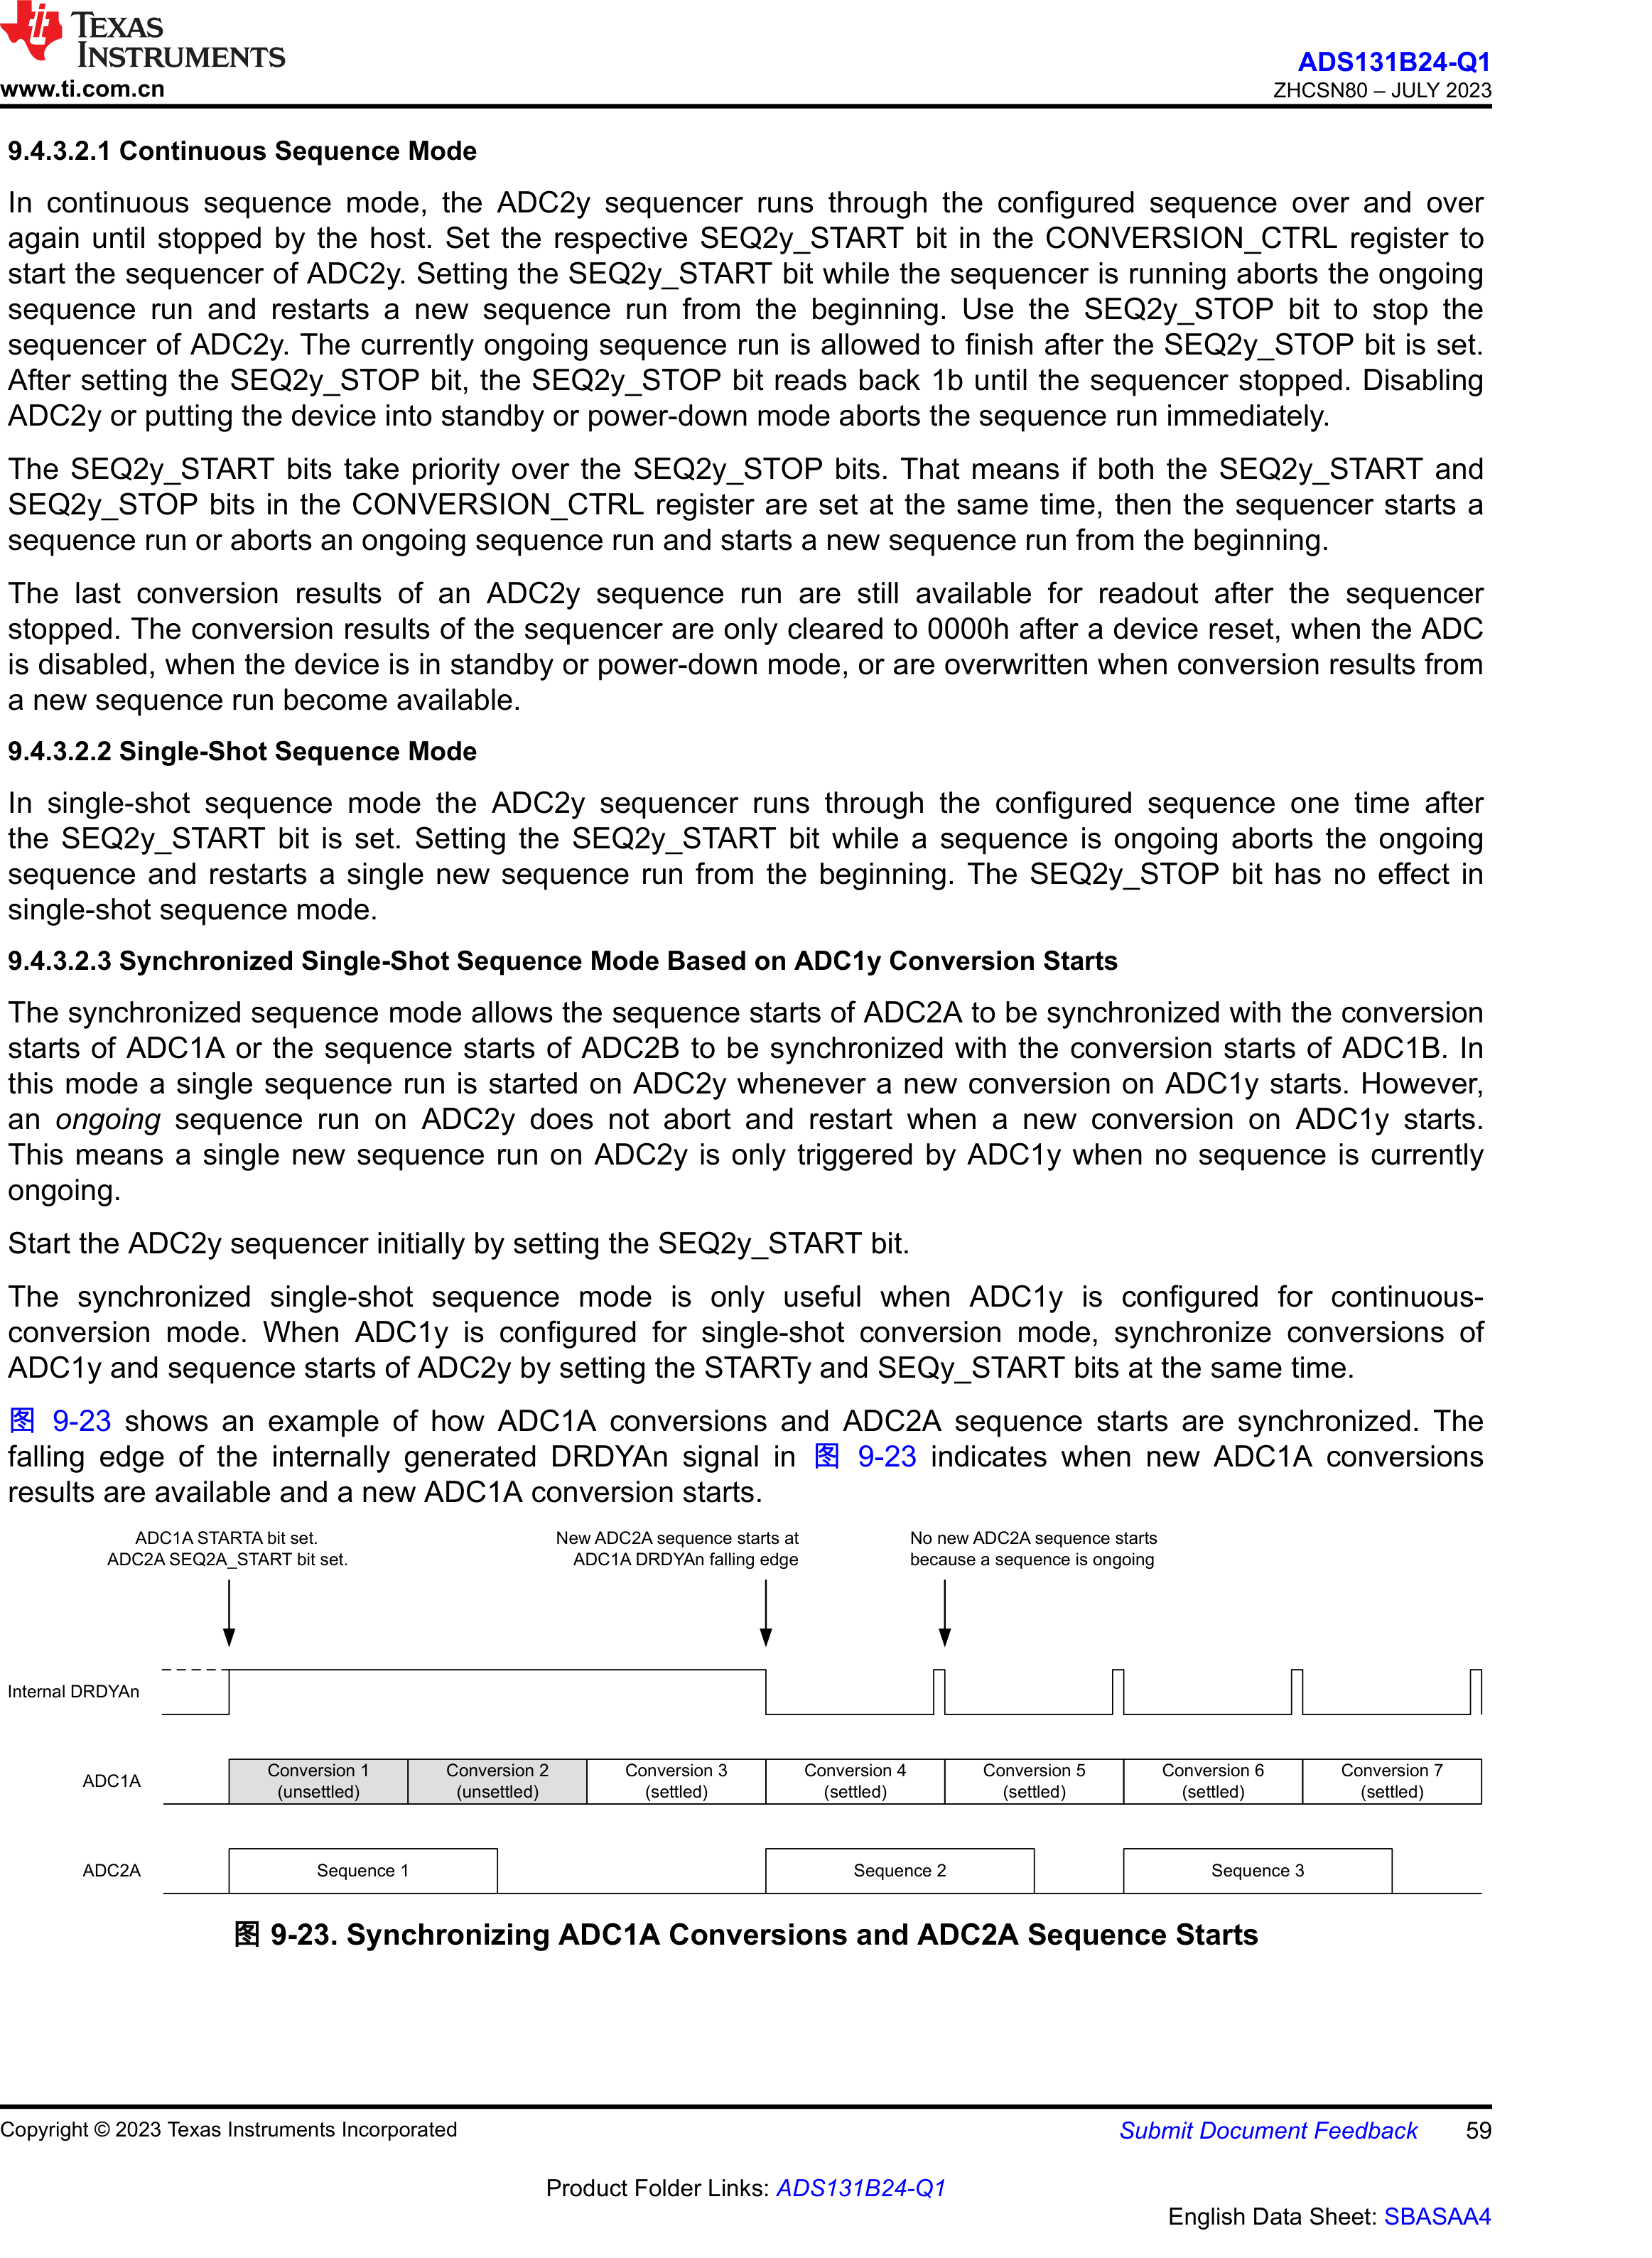 TEXAS
INSTRUMENTS
www.ti.com.cn
ADS131B24-Q1
ZHCSN80 – JULY 2023
9.4.3.2.1 Continuous Sequence Mode
In continuous sequence mode, the ADC2y sequencer runs through the configured sequence over and over
again until stopped by the host. Set the respective SEQ2y_START bit in the CONVERSION_CTRL register to
start the sequencer of ADC2y. Setting the SEQ2y_START bit while the sequencer is running aborts the ongoing
sequence run and restarts a new sequence run from the beginning. Use the SEQ2y_STOP bit to stop the
sequencer of ADC2y. The currently ongoing sequence run is allowed to finish after the SEQ2y_STOP bit is set.
After setting the SEQ2y_STOP bit, the SEQ2y_STOP bit reads back 1b until the sequencer stopped. Disabling
ADC2y or putting the device into standby or power-down mode aborts the sequence run immediately.
The SEQ2y_START bits take priority over the SEQ2y_STOP bits. That means if both the SEQ2y_START and
SEQ2y_STOP bits in the CONVERSION_CTRL register are set at the same time, then the sequencer starts a
sequence run or aborts an ongoing sequence run and starts a new sequence run from the beginning.
The last conversion results of an ADC2y sequence run are still available for readout after the sequencer
stopped. The conversion results of the sequencer are only cleared to 0000h after a device reset, when the ADC
is disabled, when the device is in standby or power-down mode, or are overwritten when conversion results from
a new sequence run become available.
9.4.3.2.2 Single-Shot Sequence Mode
In single-shot sequence mode the ADC2y sequencer runs through the configured sequence one time after
the SEQ2y_START bit is set. Setting the SEQ2y_START bit while a sequence is ongoing aborts the ongoing
sequence and restarts a single new sequence run from the beginning. The SEQ2y_STOP bit has no effect in
single-shot sequence mode.
9.4.3.2.3 Synchronized Single-Shot Sequence Mode Based on ADC1y Conversion Starts
The synchronized sequence mode allows the sequence starts of ADC2A to be synchronized with the conversion
starts of ADC1A or the sequence starts of ADC2B to be synchronized with the conversion starts of ADC1B. In
this mode a single sequence run is started on ADC2y whenever a new conversion on ADC1y starts. However,
an ongoing sequence run on ADC2y does not abort and restart when a new conversion on ADC1y starts.
This means a single new sequence run on ADC2y is only triggered by ADC1y when no sequence is currently
ongoing.
Start the ADC2y sequencer initially by setting the SEQ2y_START bit.
The synchronized single-shot sequence mode is only useful when ADC1y is configured for continuous-
conversion mode. When ADC1y is configured for single-shot conversion mode, synchronize conversions of
ADC1y and sequence starts of ADC2y by setting the STARTy and SEQy_START bits at the same time.
图 9-23 shows an example of how ADC1A conversions and ADC2A sequence starts are synchronized. The
falling edge of the internally generated DRDYAn signal in 图 9-23 indicates when new ADC1A conversions
results are available and a new ADC1A conversion starts.
ADC1A STARTA bit set.
ADC2A SEQ2A_START bit set.
New ADC2A sequence starts at
ADC1A DRDYAn falling edge
No new ADC2A sequence starts
because a sequence is ongoing
Internal DRDYAn
ADC1A
Conversion 1
(unsettled)
Conversion 2
(unsettled)
Conversion 3
(settled)
Conversion 4
(settled)
Conversion 5
(settled)
Conversion 6
(settled)
Conversion 7
(settled)
ADC2A
Sequence 1
Sequence 2
Sequence 3
图 9-23. Synchronizing ADC1A Conversions and ADC2A Sequence Starts
Copyright © 2023 Texas Instruments Incorporated
Submit Document Feedback 59
Product Folder Links: ADS131B24-Q1
English Data Sheet: SBASAA4